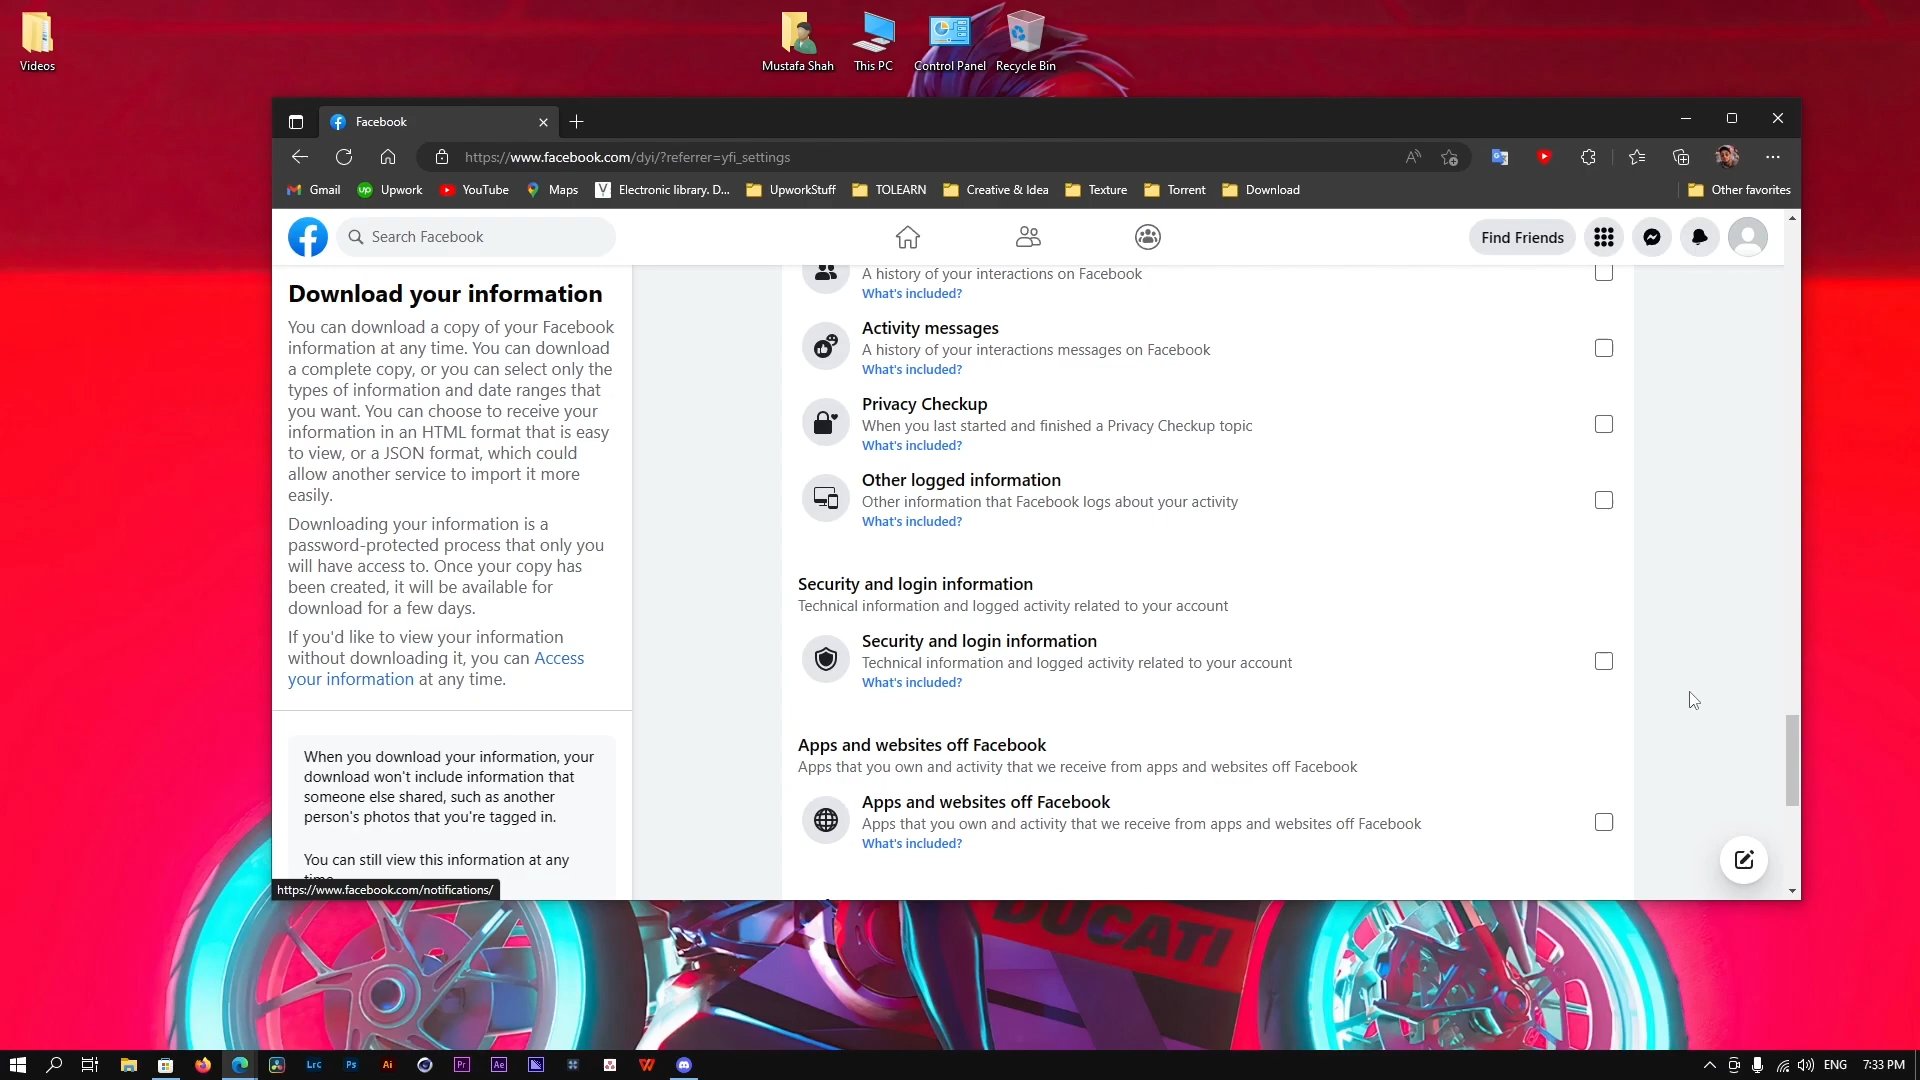 Videos
Mustafa Shah
This PC
Control Panel
Recycle Bin
Facebook
https://www.facebook.com/dyi/?referrer=yfi_settings
Gmail
Upwork
YouTube
Maps
Electronic library. D...
UpworkStuff
TOLEARN
Creative & Idea
Texture
Torrent
Download
Other favorites
Search Facebook
Find Friends
Download your information
You can download a copy of your Facebook
information at any time. You can download
a complete copy, or you can select only the
types of information and date ranges that
you want. You can choose to receive your
information in an HTML format that is easy
to view, or a JSON format, which could
allow another service to import it more
easily.
Downloading your information is a
password-protected process that only you
will have access to. Once your copy has
been created, it will be available for
download for a few days.
If you'd like to view your information
without downloading it, you can Access
your information at any time.
When you download your information, your
download won't include information that
someone else shared, such as another
person's photos that you're tagged in.
You can still view this information at any
time
https://www.facebook.com/notifications/
A history of your interactions on Facebook
What's included?
Activity messages
A history of your interactions messages on Facebook
What's included?
Privacy Checkup
When you last started and finished a Privacy Checkup topic
What's included?
Other logged information
Other information that Facebook logs about your activity
What's included?
Security and login information
Technical information and logged activity related to your account
Security and login information
Technical information and logged activity related to your account
What's included?
Apps and websites off Facebook
Apps that you own and activity that we receive from apps and websites off Facebook
Apps and websites off Facebook
Apps that you own and activity that we receive from apps and websites off Facebook
What's included?
DUCATI
Lrc
Ps
Ai
Pr
Ae
ENG
7:33 PM